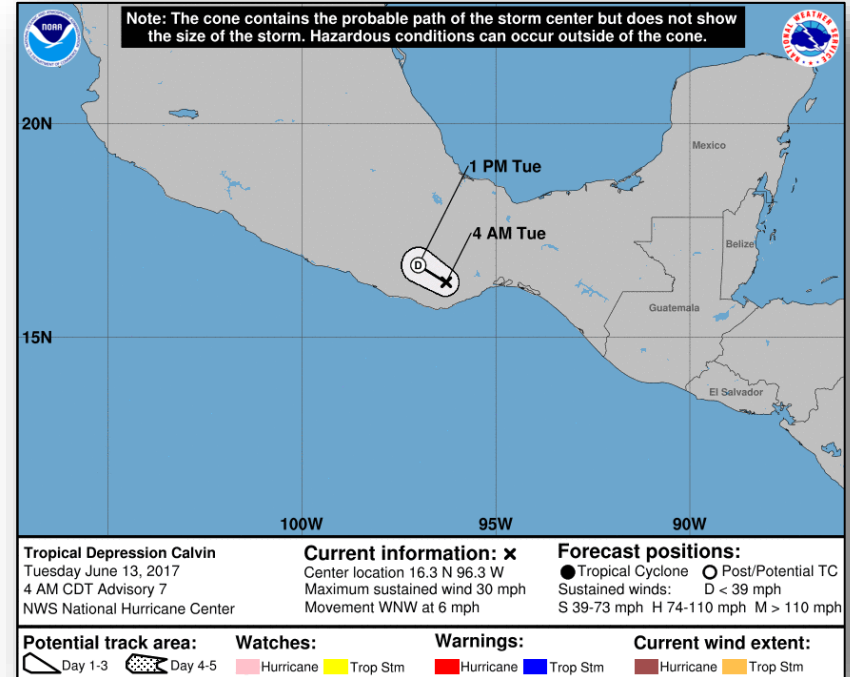 Note: The cone contains the probable path of the storm center but does not show
the size of the storm. Hazardous conditions can occur outside of the cone.
NOAA
NATIONAL WEATHER SERVICE
20N
Mexico
1 PM Tue
4 AM Tue
D
Belize
Guatemala
15N
El Salvador
100W 95W 90W
Tropical Depression Calvin
Tuesday June 13, 2017
4 AM CDT Advisory 7
NWS National Hurricane Center
Current information: ×
Center location 16.3 N 96.3 W
Maximum sustained wind 30 mph
Movement WNW at 6 mph
Forecast positions:
Tropical Cyclone Post/Potential TC
Sustained winds: D < 39 mph
S 39-73 mph H 74-110 mph M > 110 mph
Potential track area:
Day 1-3 Day 4-5
Watches:
Hurricane Trop Stm
Warnings:
Hurricane Trop Stm
Current wind extent:
Hurricane Trop Stm